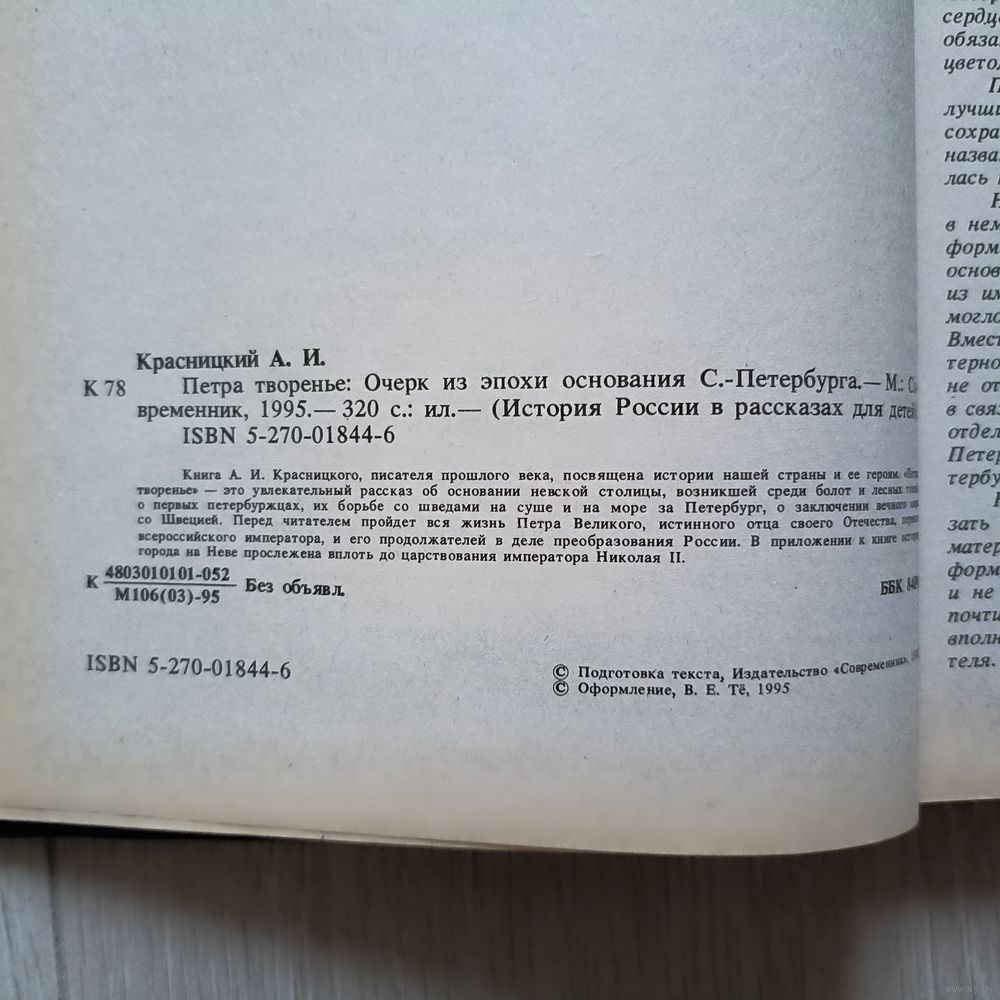 Красницкий А. И.
К 78
Петра творенье: Очерк из эпохи основания С.-Петербурга.— М.: Со-
временник, 1995.— 320 с.: ил.— (История России в рассказах для детей
ISBN 5-270-01844-6
Книга А. И. Красницкого, писателя прошлого века, посвящена истории нашей страны и ее героям.
творенье» — это увлекательный рассказ об основании невской столицы, возникшей среди болот и лесных
о первых петербуржцах, их борьбе со шведами на суше и на море за Петербург, о заключении вечного мира
со Швецией. Перед читателем пройдет вся жизнь Петра Великого, истинного отца своего Отечества,
всероссийского императора, и его продолжателей в деле преобразования России. В приложении к книге
города на Неве прослежена вплоть до царствования императора Николая II.
К 4803010101-052
М106(03)-95
Без объявл.
ББК
ISBN 5-270-01844-6
© Подготовка текста, Издательство «Современник»,
© Оформление, В. Е. Тё, 1995
сердце
обяза
цвето
П
лучши
сохра
назва
лась
Н
в нем
форм
основ
из им
могло
Вмест
терно
не от
в свя
отдел
Петер
тербу
зать
матер
форм
и не
почти
вполн
теля.